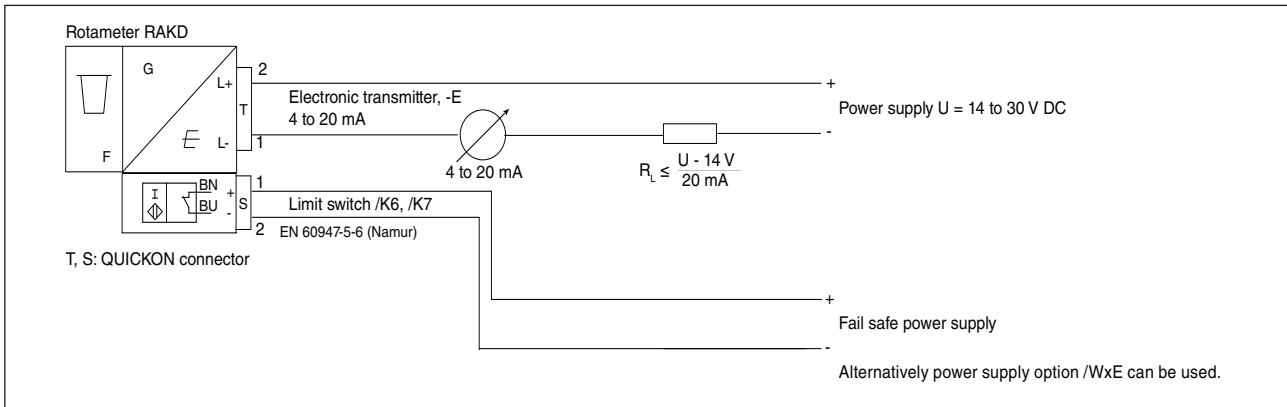 Rotameter RAKD
G
L+
2
T
E
L-
1
F
Electronic transmitter, -E
4 to 20 mA
4 to 20 mA
R_L ≤ U - 14 V
20 mA
+
Power supply U = 14 to 30 V DC
-
I
BN
+
BU
-
S
1
2
Limit switch /K6, /K7
EN 60947-5-6 (Namur)
T, S: QUICKON connector
+
Fail safe power supply
-
Alternatively power supply option /WxE can be used.